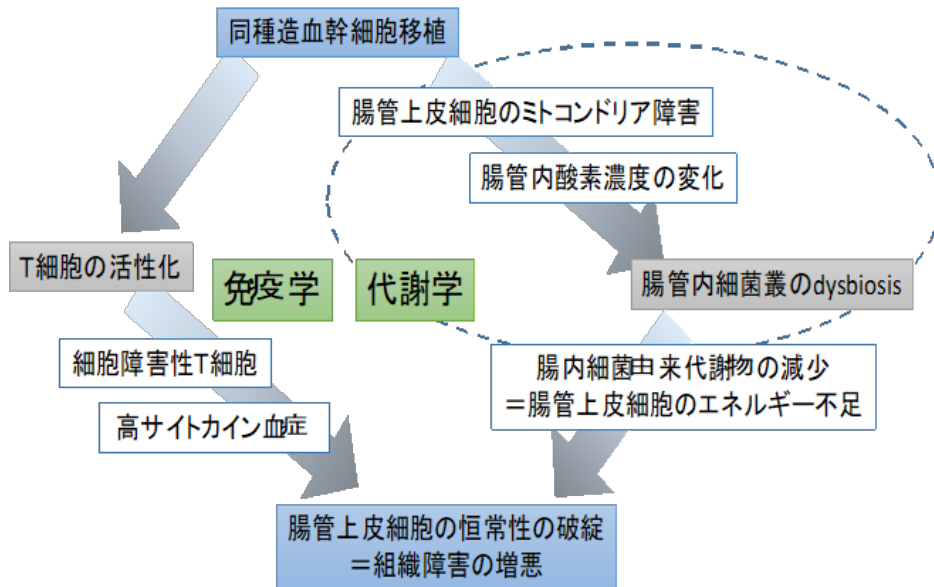 同種造血幹細胞移植
腸管上皮細胞のミトコンドリア障害
腸管内酸素濃度の変化
T細胞の活性化
免疫学
代謝学
腸管内細菌叢のdysbiosis
細胞障害性T細胞
高サイトカイン血症
腸内細菌由来代謝物の減少
＝腸管上皮細胞のエネルギー不足
腸管上皮細胞の恒常性の破綻
＝組織障害の増悪